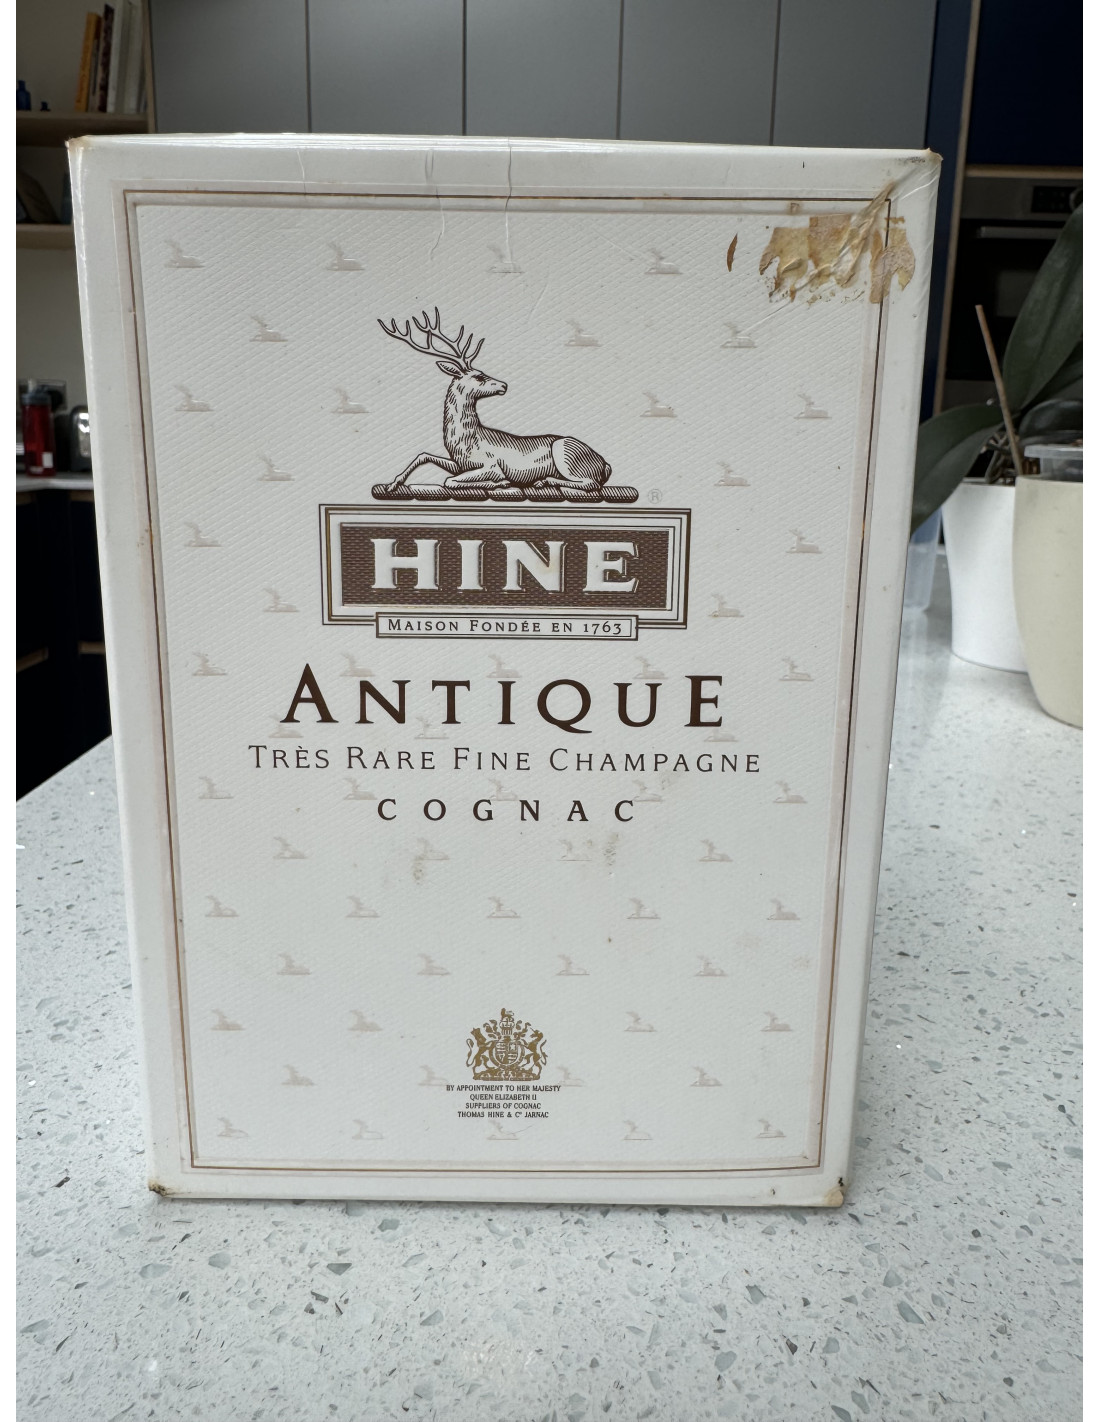 ®
HINE
MAISON FONDÉE EN 1763
ANTIQUE
TRÈS RARE FINE CHAMPAGNE
COGNAC
BY APPOINTMENT TO HER MAJESTY
QUEEN ELIZABETH II
SUPPLIERS OF COGNAC
THOMAS HINE & Cº JARNAC